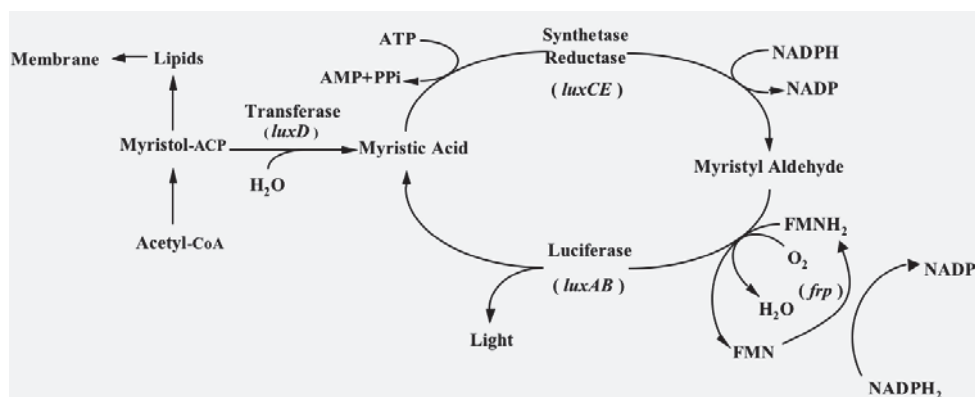 ATP
Synthetase
Reductase
(luxCE)
NADPH
NADP
AMP+PPi
Membrane
Lipids
Transferase
(luxD)
Myristol-ACP
H2O
Myristic Acid
Myristyl Aldehyde
Acetyl-CoA
Luciferase
(luxAB)
Light
FMNH2
O2
H2O
(frp)
FMN
NADP
NADPH2